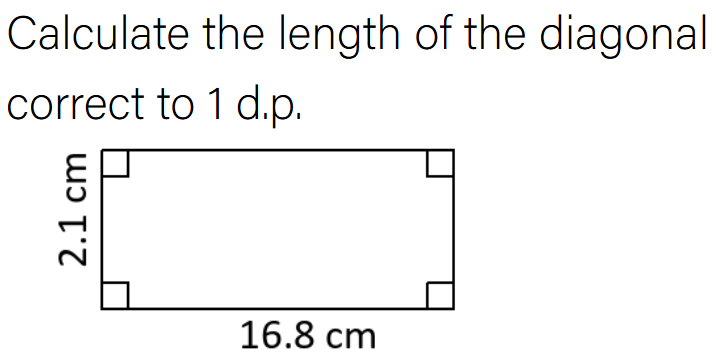 Calculate the length of the diagonal
correct to 1 d.p.
2.1 cm
16.8 cm